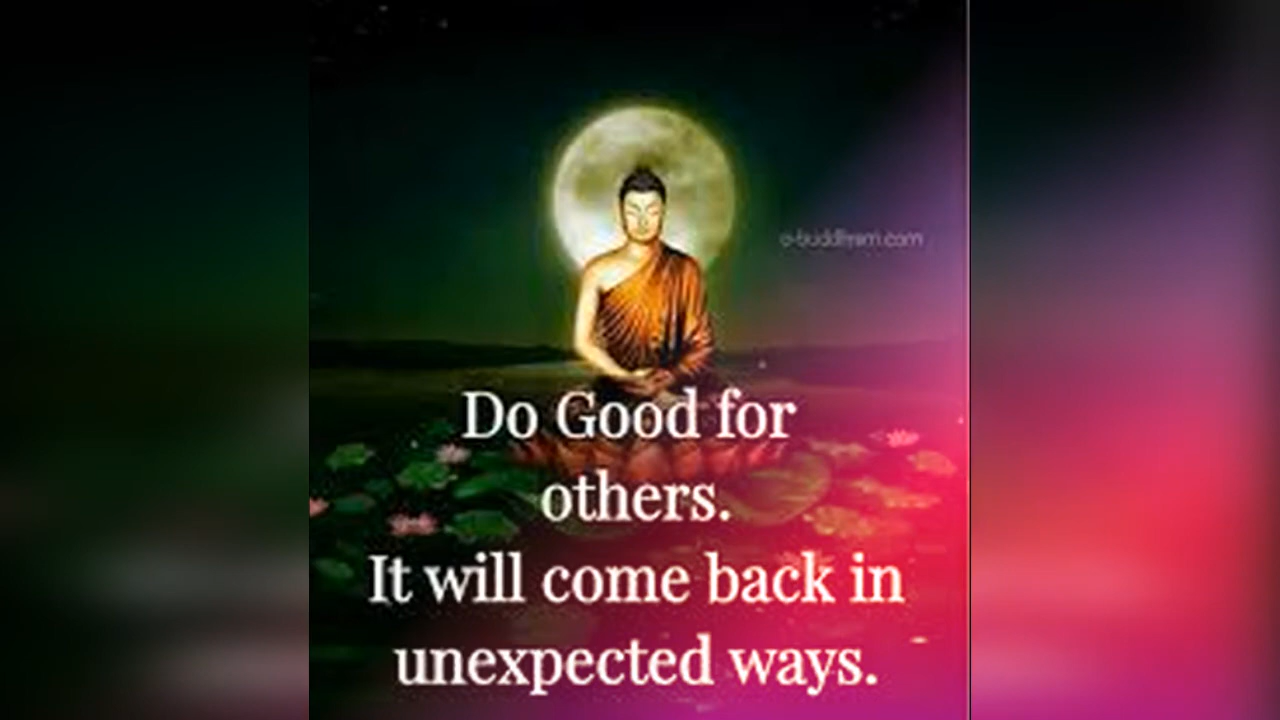 Do Good for
others.
It will come back in
unexpected ways.